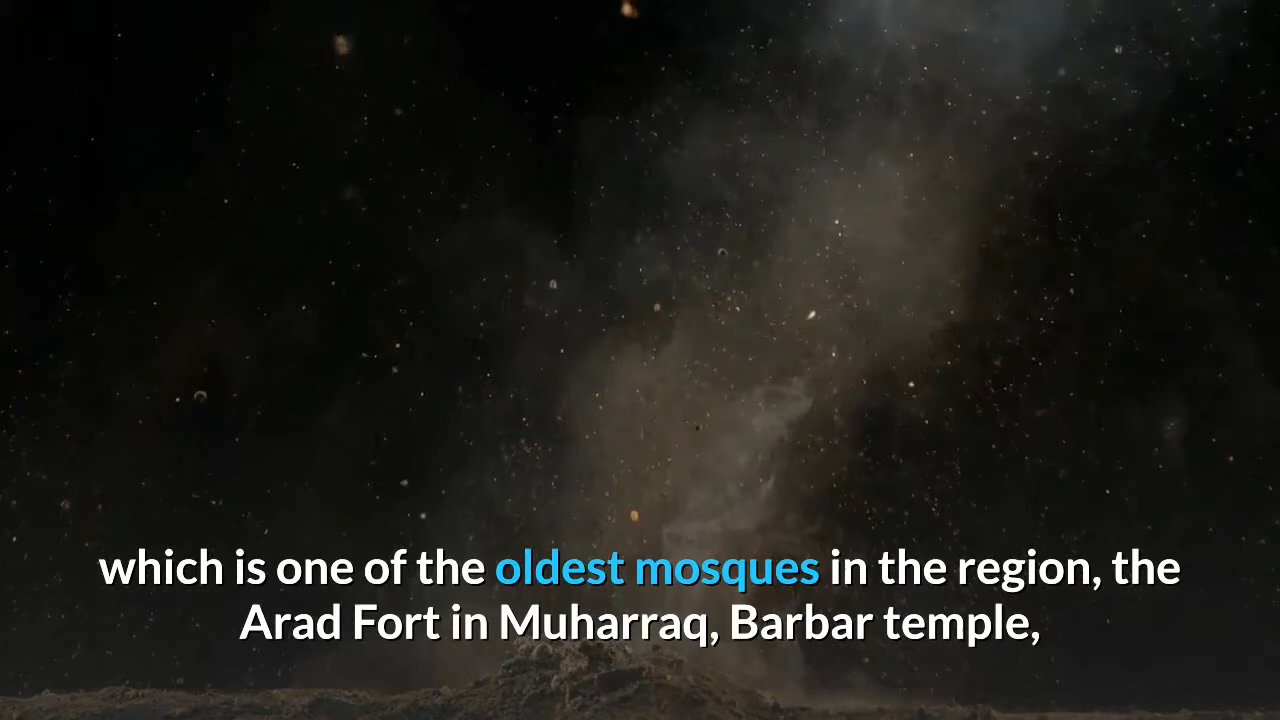 which is one of the oldest mosques in the region, the
Arad Fort in Muharraq, Barbar temple,